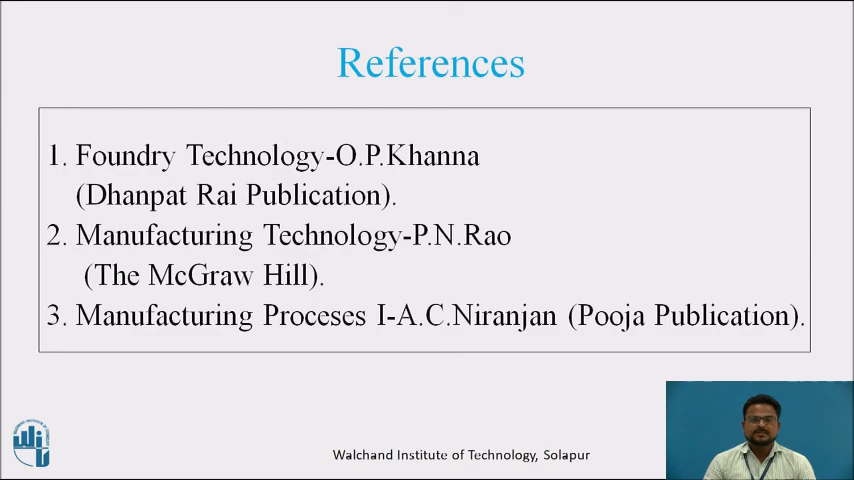 References
1. Foundry Technology-O.P.Khanna
(Dhanpat Rai Publication).
2. Manufacturing Technology-P.N.Rao
(The McGraw Hill).
3. Manufacturing Proceses I-A.C.Niranjan (Pooja Publication).
Walchand Institute of Technology, Solapur